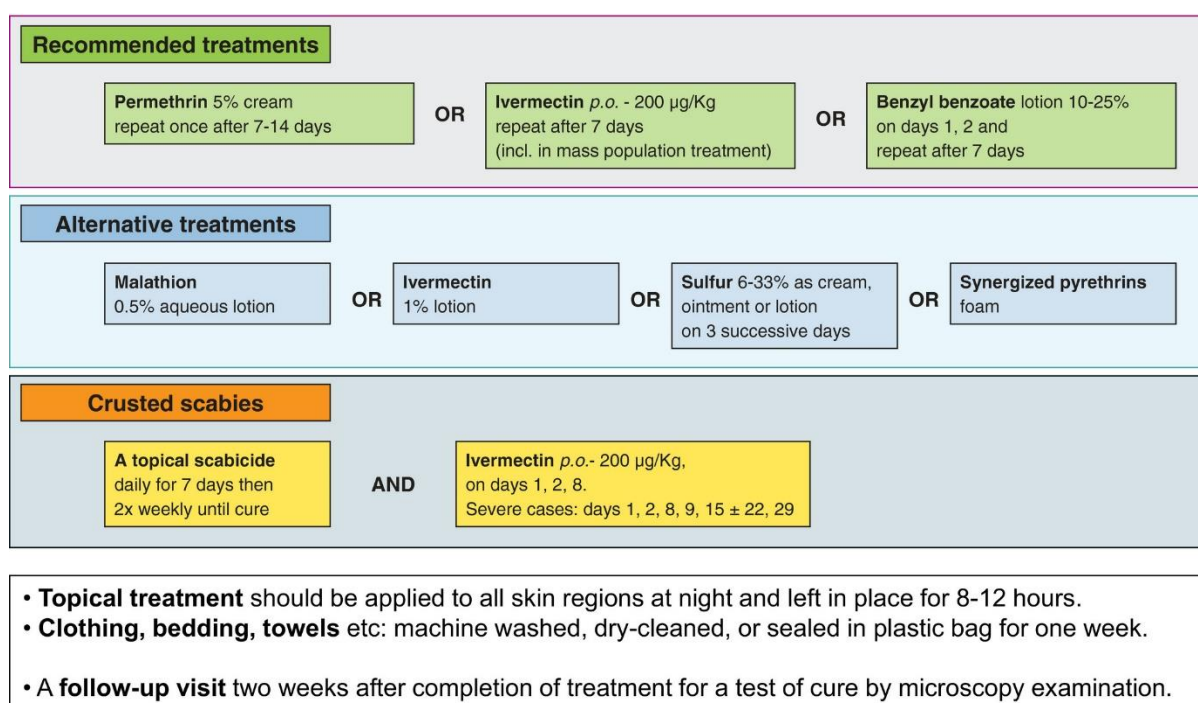 Recommended treatments
Permethrin 5% cream
repeat once after 7-14 days
OR
Ivermectin p.o. - 200 µg/Kg
repeat after 7 days
(incl. in mass population treatment)
OR
Benzyl benzoate lotion 10-25%
on days 1, 2 and
repeat after 7 days
Alternative treatments
Malathion
0.5% aqueous lotion
OR
Ivermectin
1% lotion
OR
Sulfur 6-33% as cream,
ointment or lotion
on 3 successive days
OR
Synergized pyrethrins
foam
Crusted scabies
A topical scabicide
daily for 7 days then
2x weekly until cure
AND
Ivermectin p.o.- 200 µg/Kg,
on days 1, 2, 8.
Severe cases: days 1, 2, 8, 9, 15 ± 22, 29
• Topical treatment should be applied to all skin regions at night and left in place for 8-12 hours.
• Clothing, bedding, towels etc: machine washed, dry-cleaned, or sealed in plastic bag for one week.
• A follow-up visit two weeks after completion of treatment for a test of cure by microscopy examination.